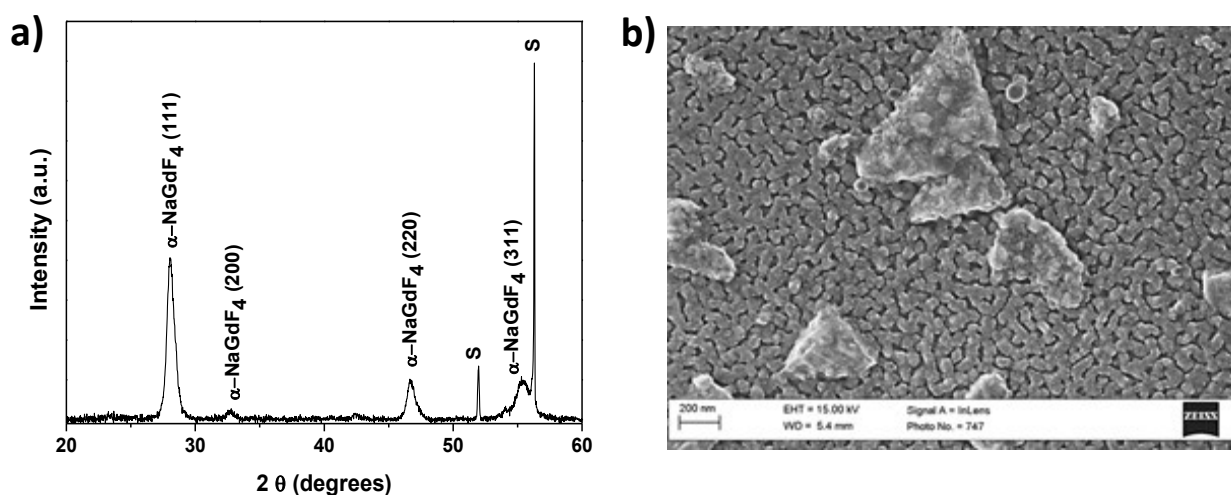 a)
Intensity (a.u.)
α–NaGdF4 (111)
α–NaGdF4 (200)
α–NaGdF4 (220)
S
α–NaGdF4 (311)
S
20 30 40 50 60
2 θ (degrees)
b)
200 nm
EHT = 15.00 kV
WD = 5.4 mm
Signal A = InLens
Photo No. = 747
ZEISS